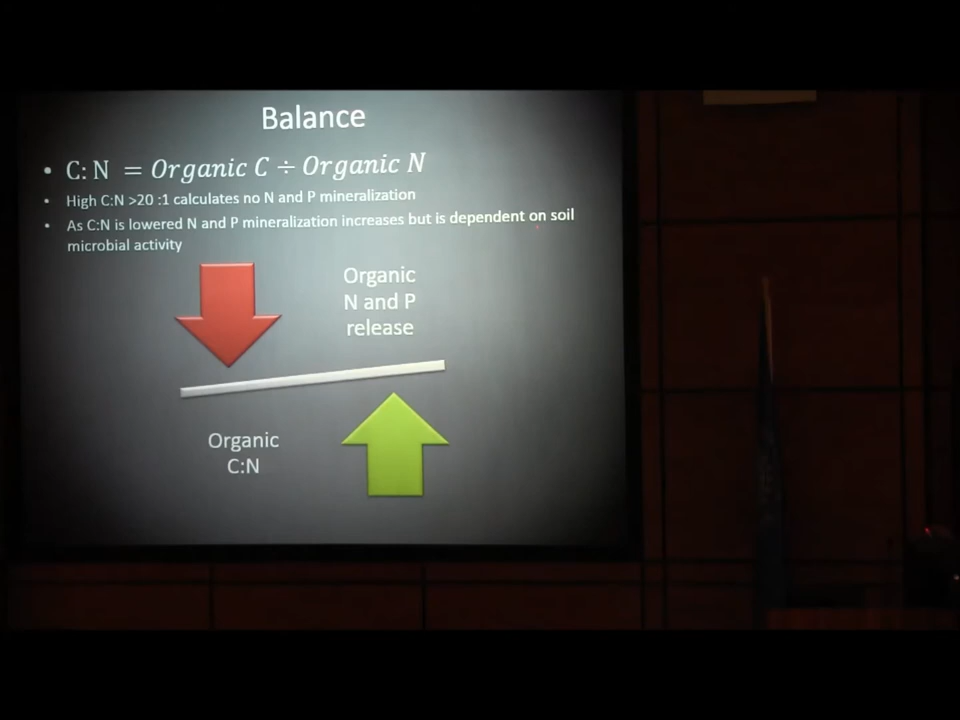 Balance
• C: N = Organic C ÷ Organic N
• High C:N >20 :1 calculates no N and P mineralization
• As C:N is lowered N and P mineralization increases but is dependent on soil
microbial activity
Organic
N and P
release
Organic
C:N